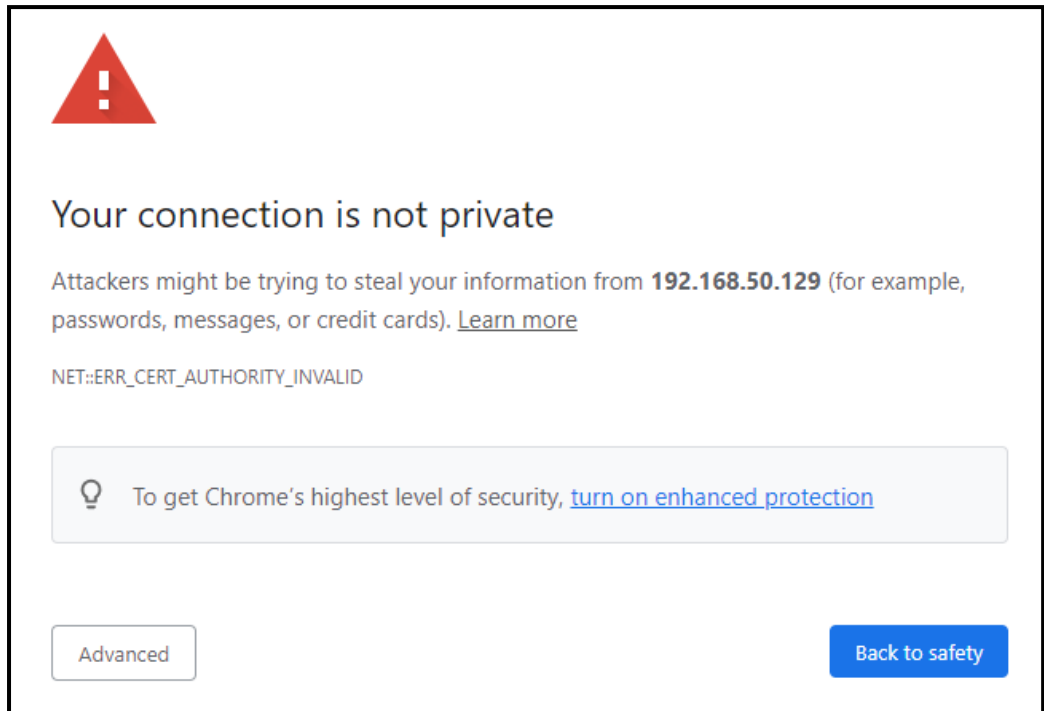 Your connection is not private
Attackers might be trying to steal your information from 192.168.50.129 (for example,
passwords, messages, or credit cards). Learn more
NET::ERR_CERT_AUTHORITY_INVALID
To get Chrome's highest level of security, turn on enhanced protection
Advanced
Back to safety